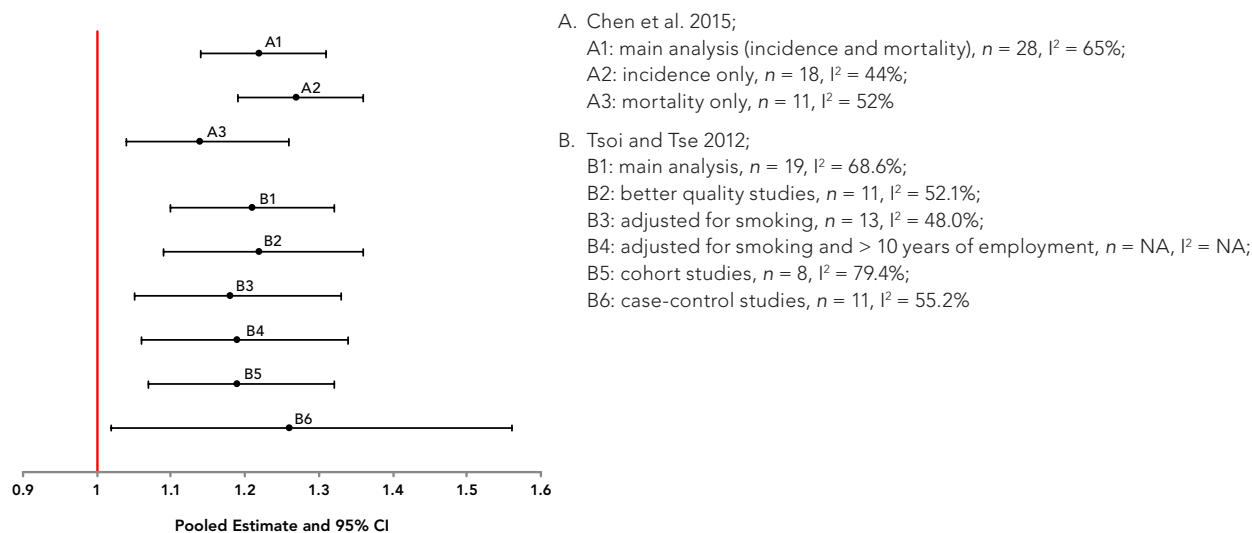 A1
A2
A3
B1
B2
B3
B4
B5
B6
0.9 1 1.1 1.2 1.3 1.4 1.5 1.6
Pooled Estimate and 95% CI
A. Chen et al. 2015;
A1: main analysis (incidence and mortality), n = 28, I² = 65%;
A2: incidence only, n = 18, I² = 44%;
A3: mortality only, n = 11, I² = 52%
B. Tsoi and Tse 2012;
B1: main analysis, n = 19, I² = 68.6%;
B2: better quality studies, n = 11, I² = 52.1%;
B3: adjusted for smoking, n = 13, I² = 48.0%;
B4: adjusted for smoking and > 10 years of employment, n = NA, I² = NA;
B5: cohort studies, n = 8, I² = 79.4%;
B6: case-control studies, n = 11, I² = 55.2%